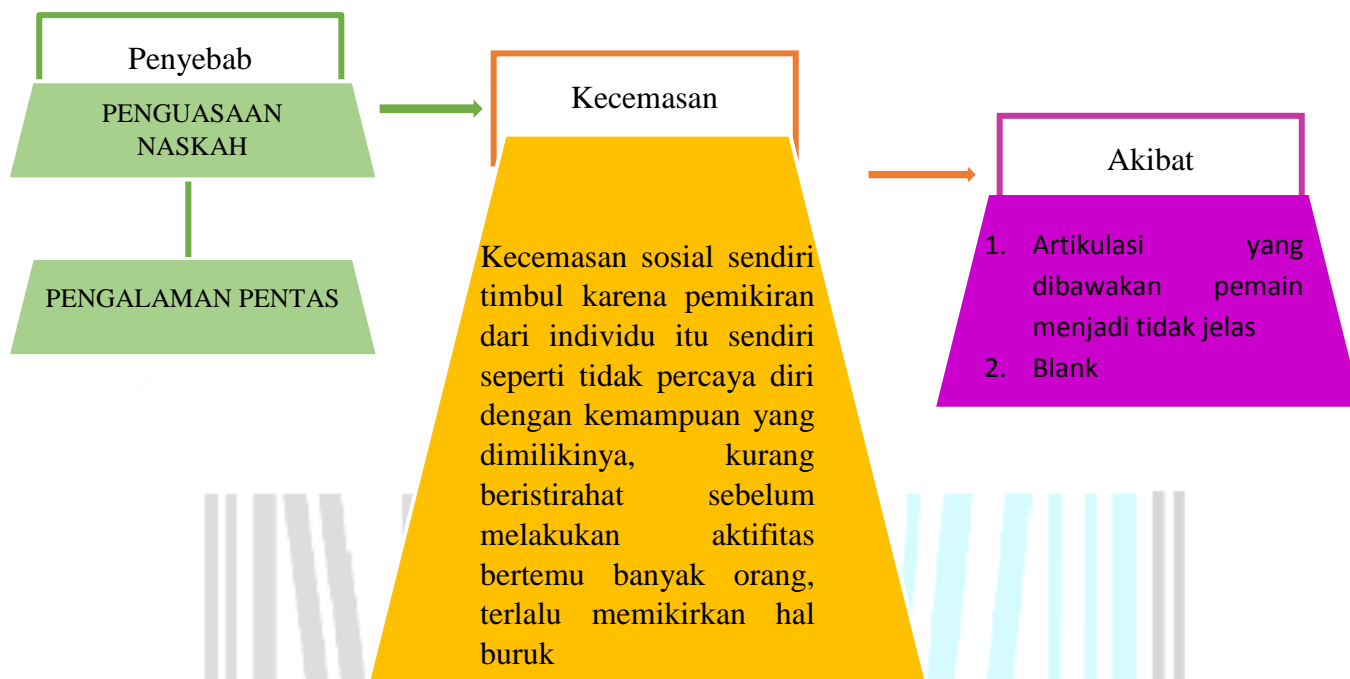 Penyebab
PENGUASAAN
NASKAH
PENGALAMAN PENTAS
Kecemasan
Kecemasan sosial sendiri
timbul karena pemikiran
dari individu itu sendiri
seperti tidak percaya diri
dengan kemampuan yang
dimilikinya, kurang
beristirahat sebelum
melakukan aktifitas
bertemu banyak orang,
terlalu memikirkan hal
buruk
Akibat
1. Artikulasi yang
dibawakan pemain
menjadi tidak jelas
2. Blank